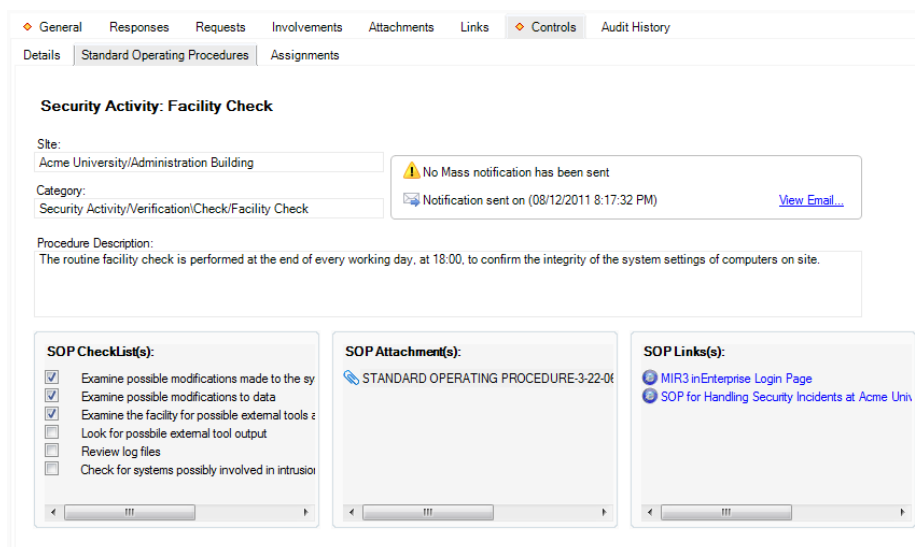 General Responses Requests Involvements Attachments Links Controls Audit History
Details Standard Operating Procedures Assignments
Security Activity: Facility Check
Site:
Acme University/Administration Building
No Mass notification has been sent
Category:
Notification sent on (08/12/2011 8:17:32 PM) View Email...
Security Activity/Verification\Check/Facility Check
Procedure Description:
The routine facility check is performed at the end of every working day, at 18:00, to confirm the integrity of the system settings of computers on site.
SOP CheckList(s):
Examine possible modifications made to the sy
Examine possible modifications to data
Examine the facility for possible external tools a
Look for possbile external tool output
Review log files
Check for systems possibly involved in intrusion
SOP Attachment(s):
STANDARD OPERATING PROCEDURE-3-22-06
SOP Links(s):
MIR3 inEnterprise Login Page
SOP for Handling Security Incidents at Acme Univ